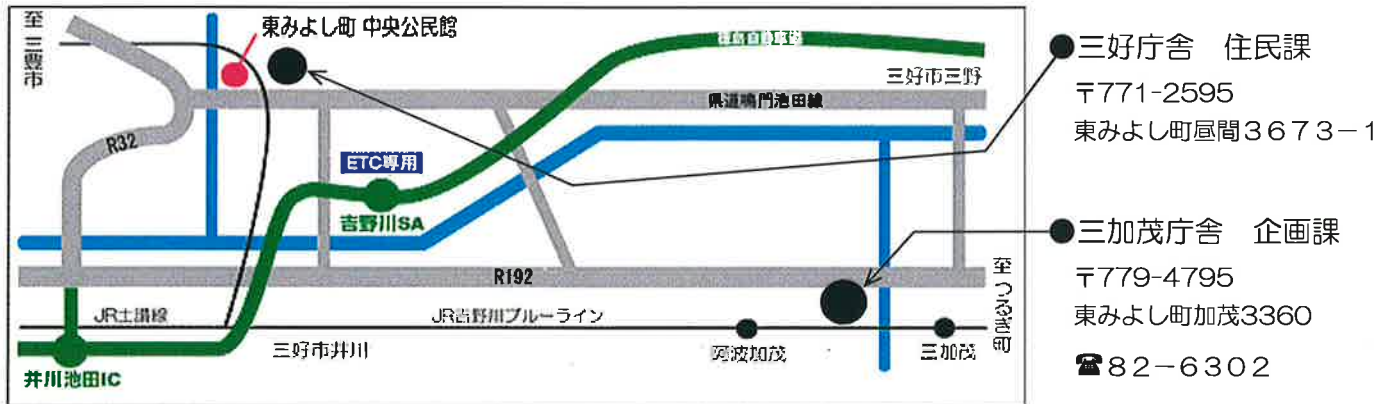 至 三豊市
東みよし町 中央公民館
徳島自動車道
三好市三野
県道鳴門池田線
R32
ETC専用
吉野川SA
R192
至 つるぎ町
JR土讃線
JR吉野川ブルーライン
三好市井川
阿波加茂
三加茂
井川池田IC
●三好庁舎　住民課
〒771-2595
東みよし町昼間3673-1
●三加茂庁舎　企画課
〒779-4795
東みよし町加茂3360
☎82-6302